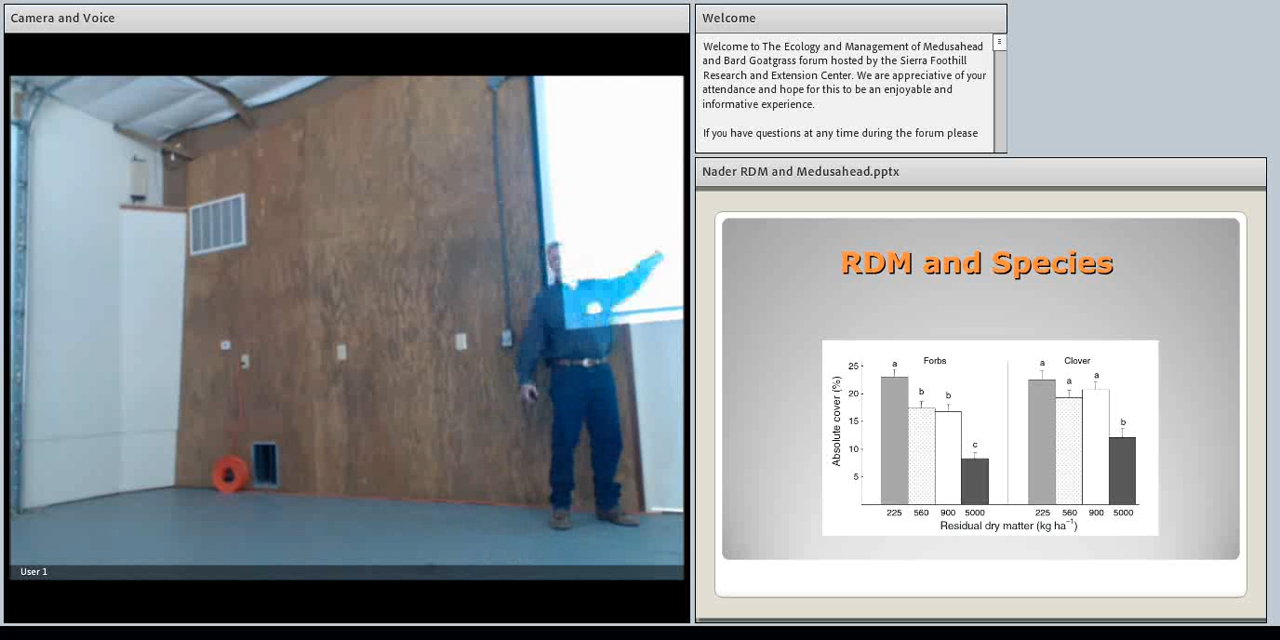 Camera and Voice
User 1
Welcome
Welcome to The Ecology and Management of Medusahead
and Bard Goatgrass forum hosted by the Sierra Foothill
Research and Extension Center. We are appreciative of your
attendance and hope for this to be an enjoyable and
informative experience.
If you have questions at any time during the forum please
Nader RDM and Medusahead.pptx
RDM and Species
Forbs
Clover
Absolute cover (%)
25
20
15
10
5
a
b
b
c
a
a
a
b
225 560 900 5000
225 560 900 5000
Residual dry matter (kg ha⁻¹)